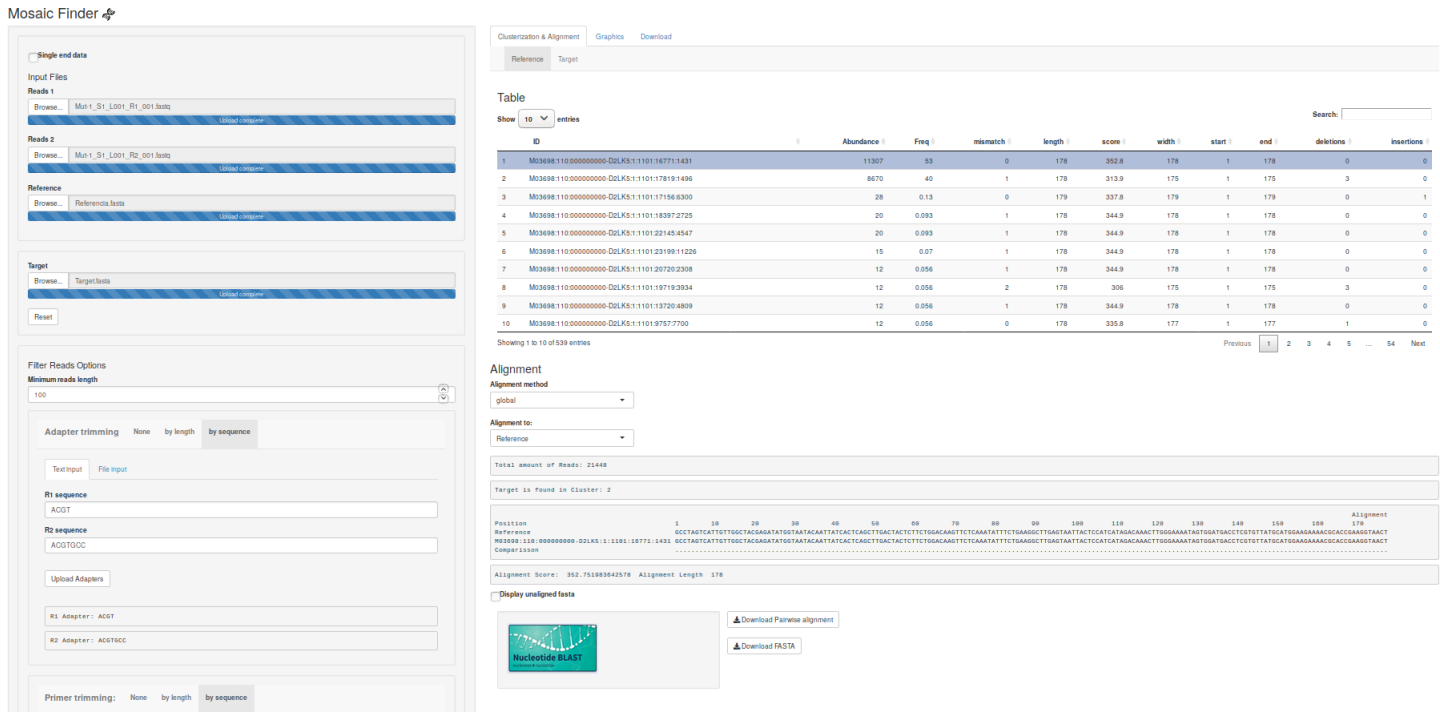 Mosaic Finder
Single end data
Input Files
Reads 1
Browse... Mut-1_S1_L001_R1_001.fastq
Upload complete
Reads 2
Browse... Mut-1_S1_L001_R2_001.fastq
Upload complete
Reference
Browse... Referencia.fasta
Upload complete
Target
Browse... Target.fasta
Upload complete
Reset
Filter Reads Options
Minimum reads length
100
Adapter trimming None by length by sequence
Text input File input
R1 sequence
ACGT
R2 sequence
ACGTGCC
Upload Adapters
R1 Adapter: ACGT
R2 Adapter: ACGTGCC
Primer trimming: None by length by sequence
Clusterization & Alignment Graphics Download
Reference Target
Table
Show 10 entries
Search:
ID Abundance Freq mismatch length score width start end deletions insertions
1 M03698:110:000000000-D2LK5:1:1101:16771:1431 11307 53 0 178 352.8 178 1 178 0 0
2 M03698:110:000000000-D2LK5:1:1101:17819:1496 8670 40 1 178 313.9 175 1 175 3 0
3 M03698:110:000000000-D2LK5:1:1101:17156:6300 28 0.13 0 179 337.8 179 1 179 0 1
4 M03698:110:000000000-D2LK5:1:1101:18397:2725 20 0.093 1 178 344.9 178 1 178 0 0
5 M03698:110:000000000-D2LK5:1:1101:22145:4547 20 0.093 1 178 344.9 178 1 178 0 0
6 M03698:110:000000000-D2LK5:1:1101:23199:11226 15 0.07 1 178 344.9 178 1 178 0 0
7 M03698:110:000000000-D2LK5:1:1101:20720:2308 12 0.056 1 178 344.9 178 1 178 0 0
8 M03698:110:000000000-D2LK5:1:1101:19719:3934 12 0.056 2 178 306 175 1 175 3 0
9 M03698:110:000000000-D2LK5:1:1101:13720:4809 12 0.056 1 178 344.9 178 1 178 0 0
10 M03698:110:000000000-D2LK5:1:1101:9757:7700 12 0.056 0 178 335.8 177 1 177 1 0
Showing 1 to 10 of 539 entries
Previous 1 2 3 4 5 ... 54 Next
Alignment
Alignment method
global
Alignment to:
Reference
Total amount of Reads: 21448
Target is found in Cluster: 2
Alignment
Position 1 10 20 30 40 50 60 70 80 90 100 110 120 130 140 150 160 170
Reference GCCTAGTCATTGTTGGCTACGAGATATGGTAATACAATTATCACTCAGCTTGACTACTCTTCTGGACAAGTTCTCAAATATTTCTGAAGGCTTGAGTAATTACTCCATCATAGACAAACTTGGGAAAATAGTGGATGACCTCGTGTTATGCATGGAAGAAAACGCACCGAAGGTAACT
M03698:110:000000000-D2LK5:1:1101:16771:1431 GCCTAGTCATTGTTGGCTACGAGATATGGTAATACAATTATCACTCAGCTTGACTACTCTTCTGGACAAGTTCTCAAATATTTCTGAAGGCTTGAGTAATTACTCCATCATAGACAAACTTGGGAAAATAGTGGATGACCTCGTGTTATGCATGGAAGAAAACGCACCGAAGGTAACT
Comparisson
Alignment Score: 352.751983642578 Alignment Length 178
Display unaligned fasta
Nucleotide BLAST
Download Pairwise alignment
Download FASTA